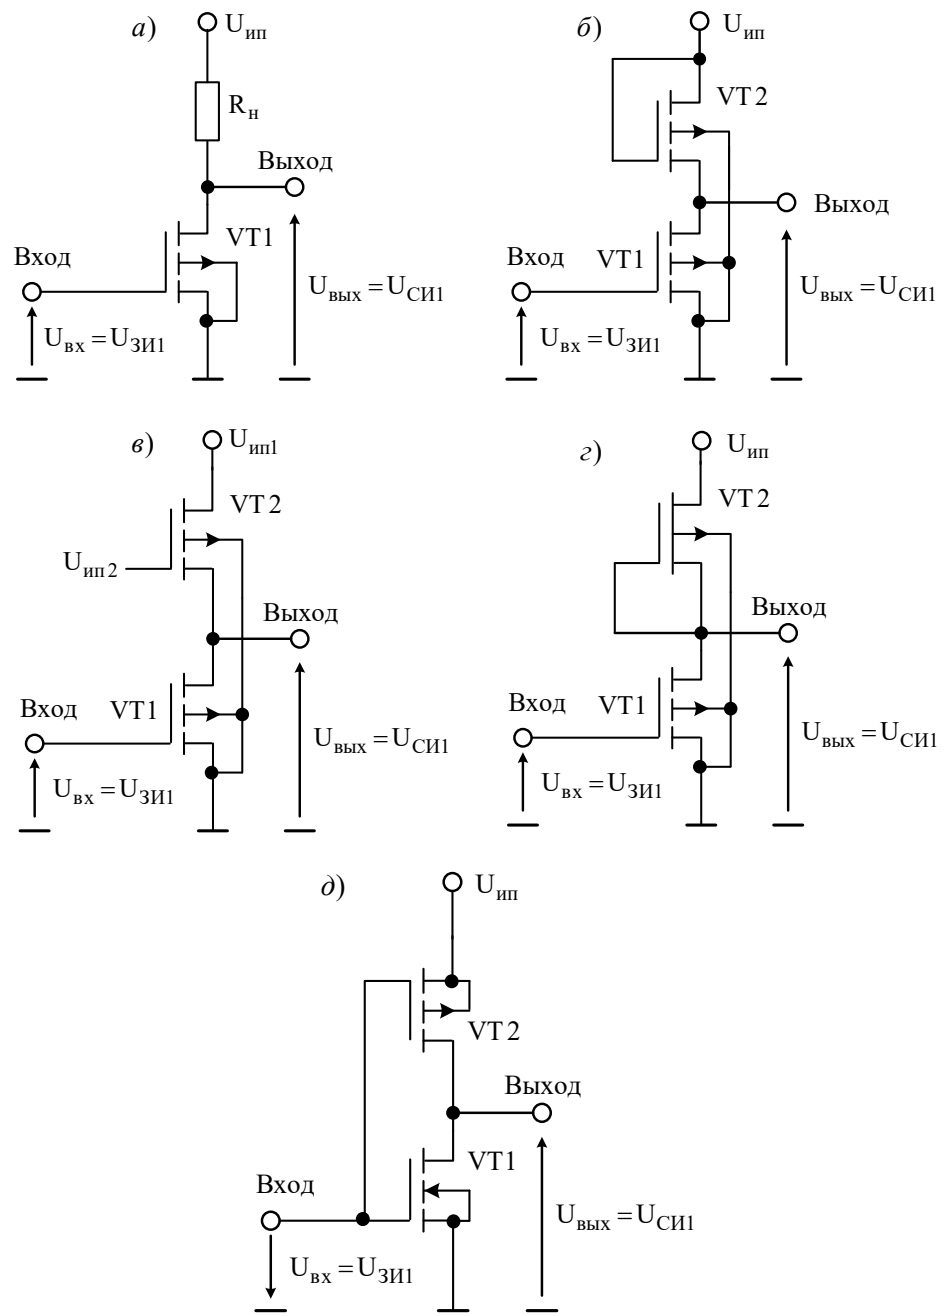 а)
U_ип
R_н
Выход
VT1
Вход
U_вых = U_СИ1
U_вх = U_ЗИ1
б)
U_ип
VT2
Выход
VT1
Вход
U_вых = U_СИ1
U_вх = U_ЗИ1
в)
U_ип1
VT2
U_ип2
Выход
VT1
Вход
U_вых = U_СИ1
U_вх = U_ЗИ1
г)
U_ип
VT2
Выход
VT1
Вход
U_вых = U_СИ1
U_вх = U_ЗИ1
д)
U_ип
VT2
Выход
VT1
Вход
U_вых = U_СИ1
U_вх = U_ЗИ1